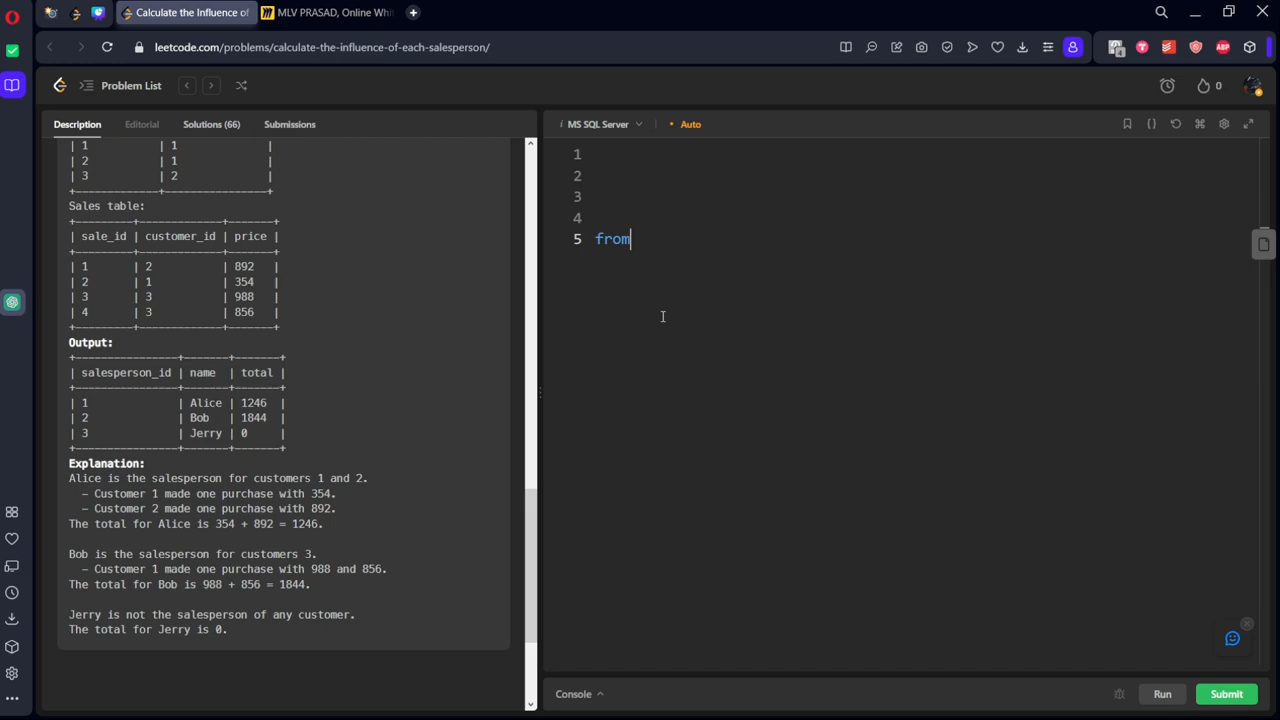 Calculate the Influence of
MLV PRASAD, Online Whi
leetcode.com/problems/calculate-the-influence-of-each-salesperson/
Problem List
0
Description Editorial Solutions (66) Submissions
| 1 | 1 |
| 2 | 1 |
| 3 | 2 |
+-------------+----------------+
Sales table:
+---------+-------------+-------+
| sale_id | customer_id | price |
+---------+-------------+-------+
| 1 | 2 | 892 |
| 2 | 1 | 354 |
| 3 | 3 | 988 |
| 4 | 3 | 856 |
+---------+-------------+-------+
Output:
+----------------+-------+-------+
| salesperson_id | name | total |
+----------------+-------+-------+
| 1 | Alice | 1246 |
| 2 | Bob | 1844 |
| 3 | Jerry | 0 |
+----------------+-------+-------+
Explanation:
Alice is the salesperson for customers 1 and 2.
- Customer 1 made one purchase with 354.
- Customer 2 made one purchase with 892.
The total for Alice is 354 + 892 = 1246.
Bob is the salesperson for customers 3.
- Customer 1 made one purchase with 988 and 856.
The total for Bob is 988 + 856 = 1844.
Jerry is not the salesperson of any customer.
The total for Jerry is 0.
i MS SQL Server • Auto
1
2
3
4
5 from
Console Run Submit